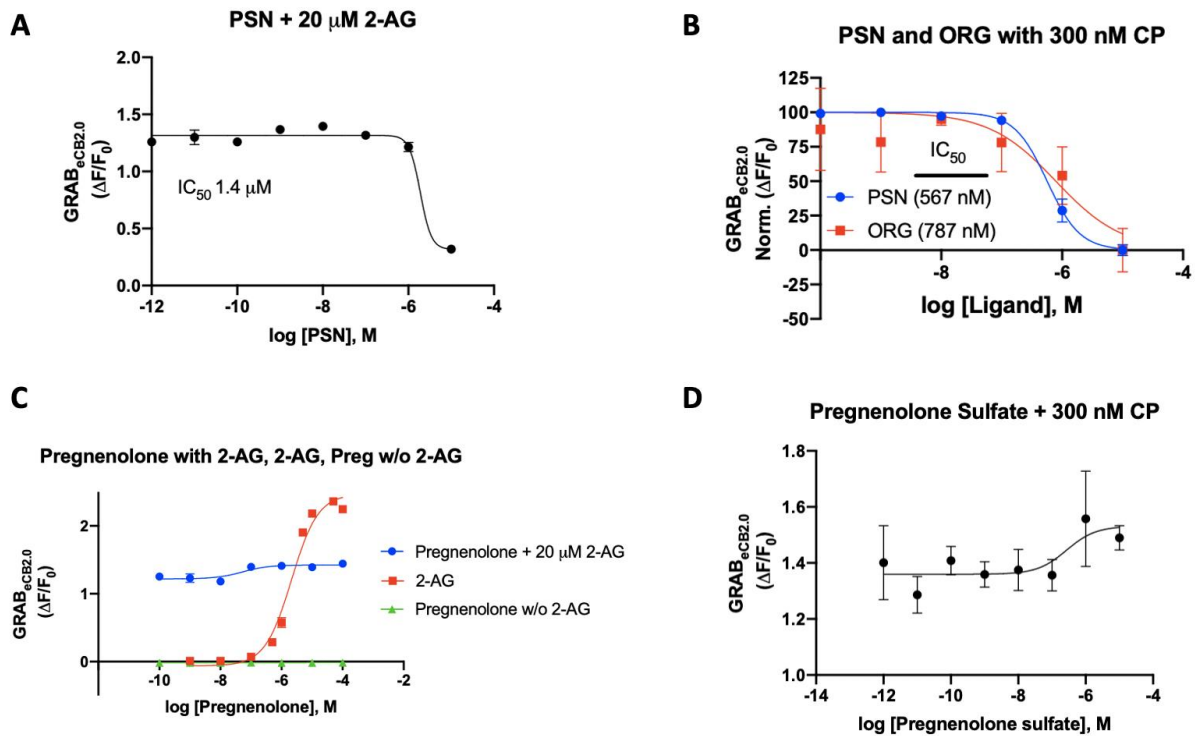 A
PSN + 20 μM 2-AG
GRABeCB2.0
(ΔF/F0)
2.0
1.5
1.0
0.5
0.0
IC50 1.4 μM
-12
-10
-8
-6
-4
log [PSN], M
B
PSN and ORG with 300 nM CP
GRABeCB2.0
Norm. (ΔF/F0)
125
100
75
50
25
0
-25
-50
IC50
PSN (567 nM)
ORG (787 nM)
-8
-6
-4
log [Ligand], M
C
Pregnenolone with 2-AG, 2-AG, Preg w/o 2-AG
GRABeCB2.0
(ΔF/F0)
2
1
0
-10
-8
-6
-4
-2
log [Pregnenolone], M
Pregnenolone + 20 μM 2-AG
2-AG
Pregnenolone w/o 2-AG
D
Pregnenolone Sulfate + 300 nM CP
GRABeCB2.0
(ΔF/F0)
1.8
1.6
1.4
1.2
1.0
-14
-12
-10
-8
-6
-4
log [Pregnenolone sulfate], M